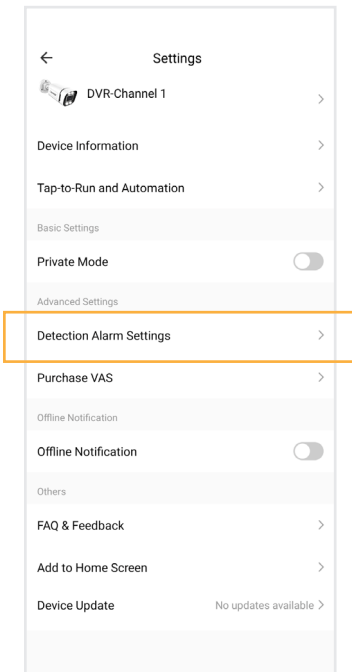 Settings
DVR-Channel 1
Device Information
Tap-to-Run and Automation
Basic Settings
Private Mode
Advanced Settings
Detection Alarm Settings
Purchase VAS
Offline Notification
Offline Notification
Others
FAQ & Feedback
Add to Home Screen
Device Update No updates available